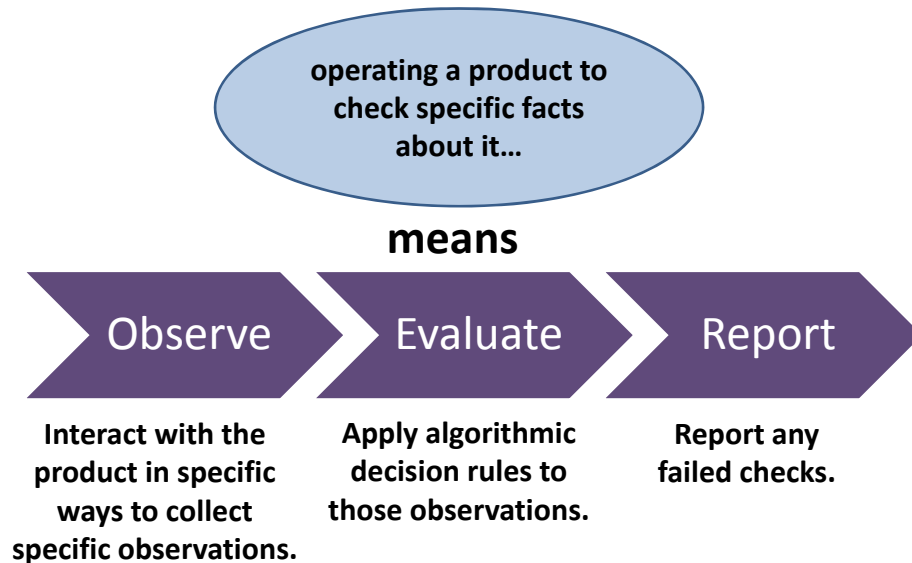 operating a product to
check specific facts
about it…
means
Observe
Evaluate
Report
Interact with the
product in specific
ways to collect
specific observations.
Apply algorithmic
decision rules to
those observations.
Report any
failed checks.